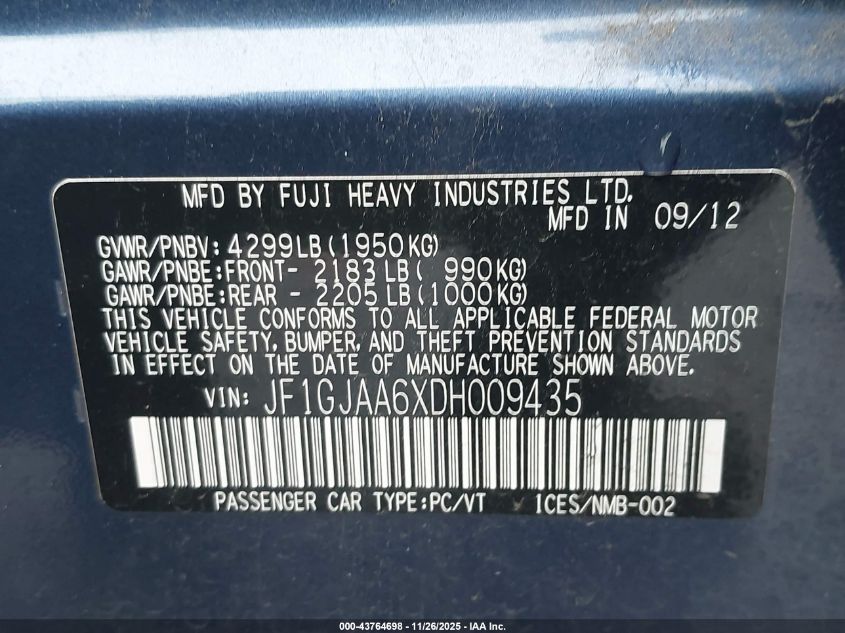 MFD BY FUJI HEAVY INDUSTRIES LTD.
MFD IN 09/12
GVWR/PNBV: 4299LB (1950KG)
GAWR/PNBE:FRONT- 2183LB ( 990KG)
GAWR/PNBE:REAR - 2205LB (1000KG)
THIS VEHICLE CONFORMS TO ALL APPLICABLE FEDERAL MOTOR
VEHICLE SAFETY, BUMPER, AND THEFT PREVENTION STANDARDS
IN EFFECT ON THE DATE OF MANUFACTURE SHOWN ABOVE.
VIN: JF1GJAA6XDH009435
PASSENGER CAR TYPE:PC/VT 1CES/NMB-002
000-43764698 - 11/26/2025 - IAA Inc.